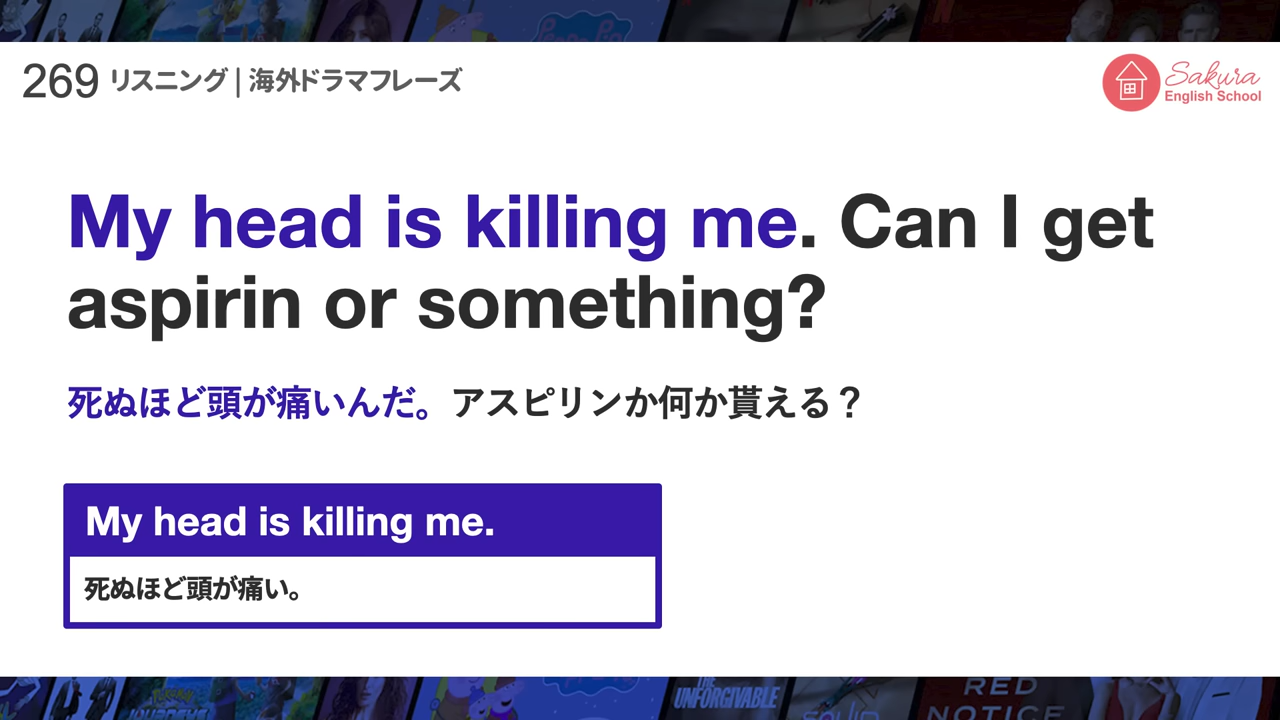 269 リスニング | 海外ドラマフレーズ
Sakura
English School
My head is killing me. Can I get
aspirin or something?
死ぬほど頭が痛いんだ。アスピリンか何か貰える？
My head is killing me.
死ぬほど頭が痛い。
THE
UNFORGIVABLE
RED
NOTICE